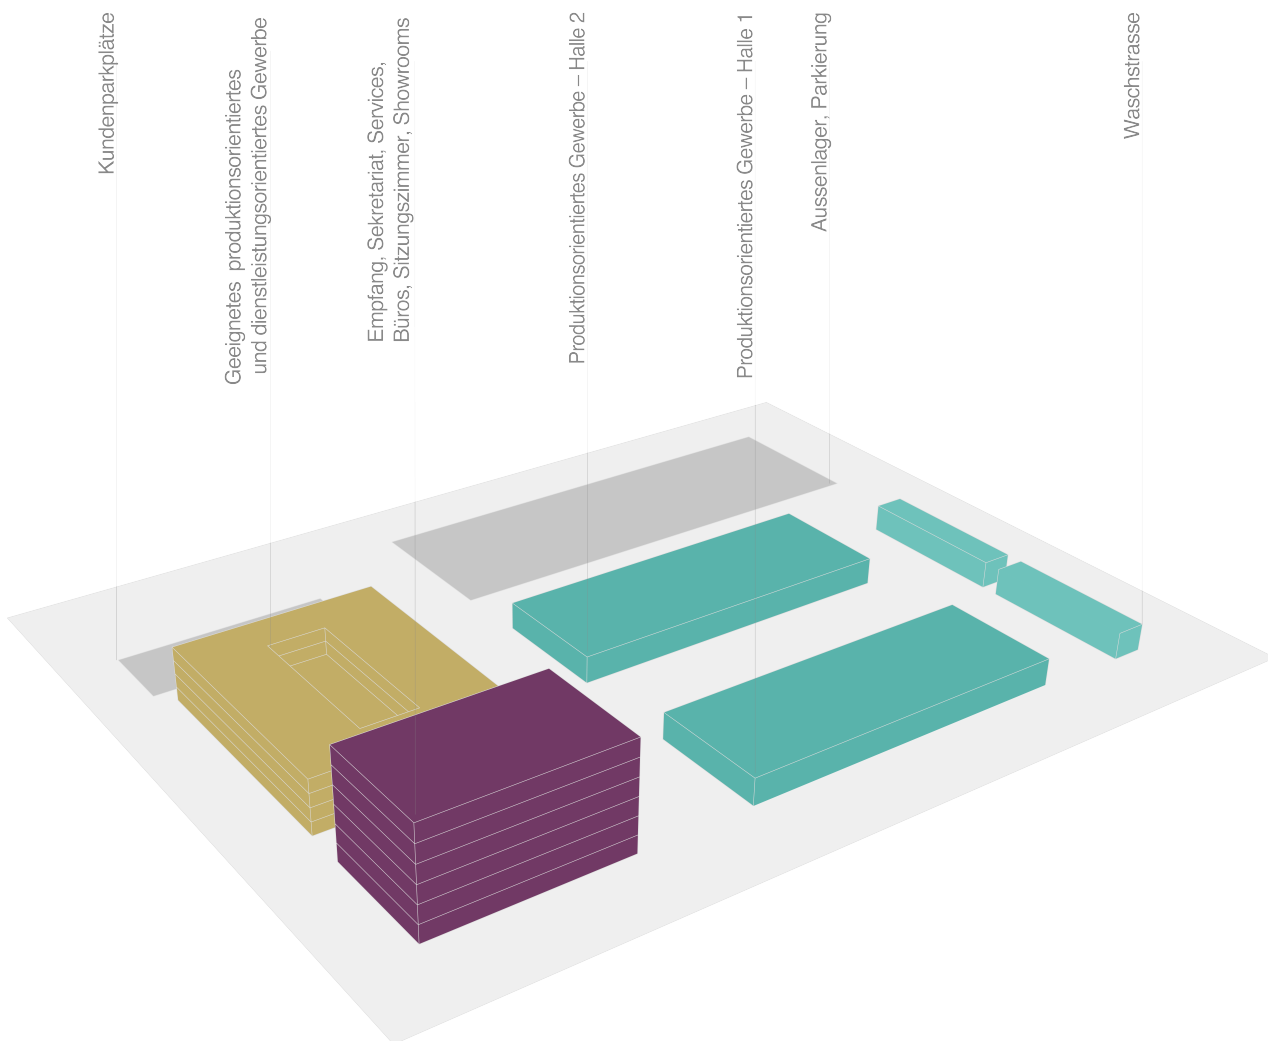 Kundenparkplätze
Geeignetes produktionsorientiertes
und dienstleistungsorientiertes Gewerbe
Empfang, Sekretariat, Services,
Büros, Sitzungszimmer, Showrooms
Produktionsorientiertes Gewerbe – Halle 2
Produktionsorientiertes Gewerbe – Halle 1
Aussenlager, Parkierung
Waschstrasse